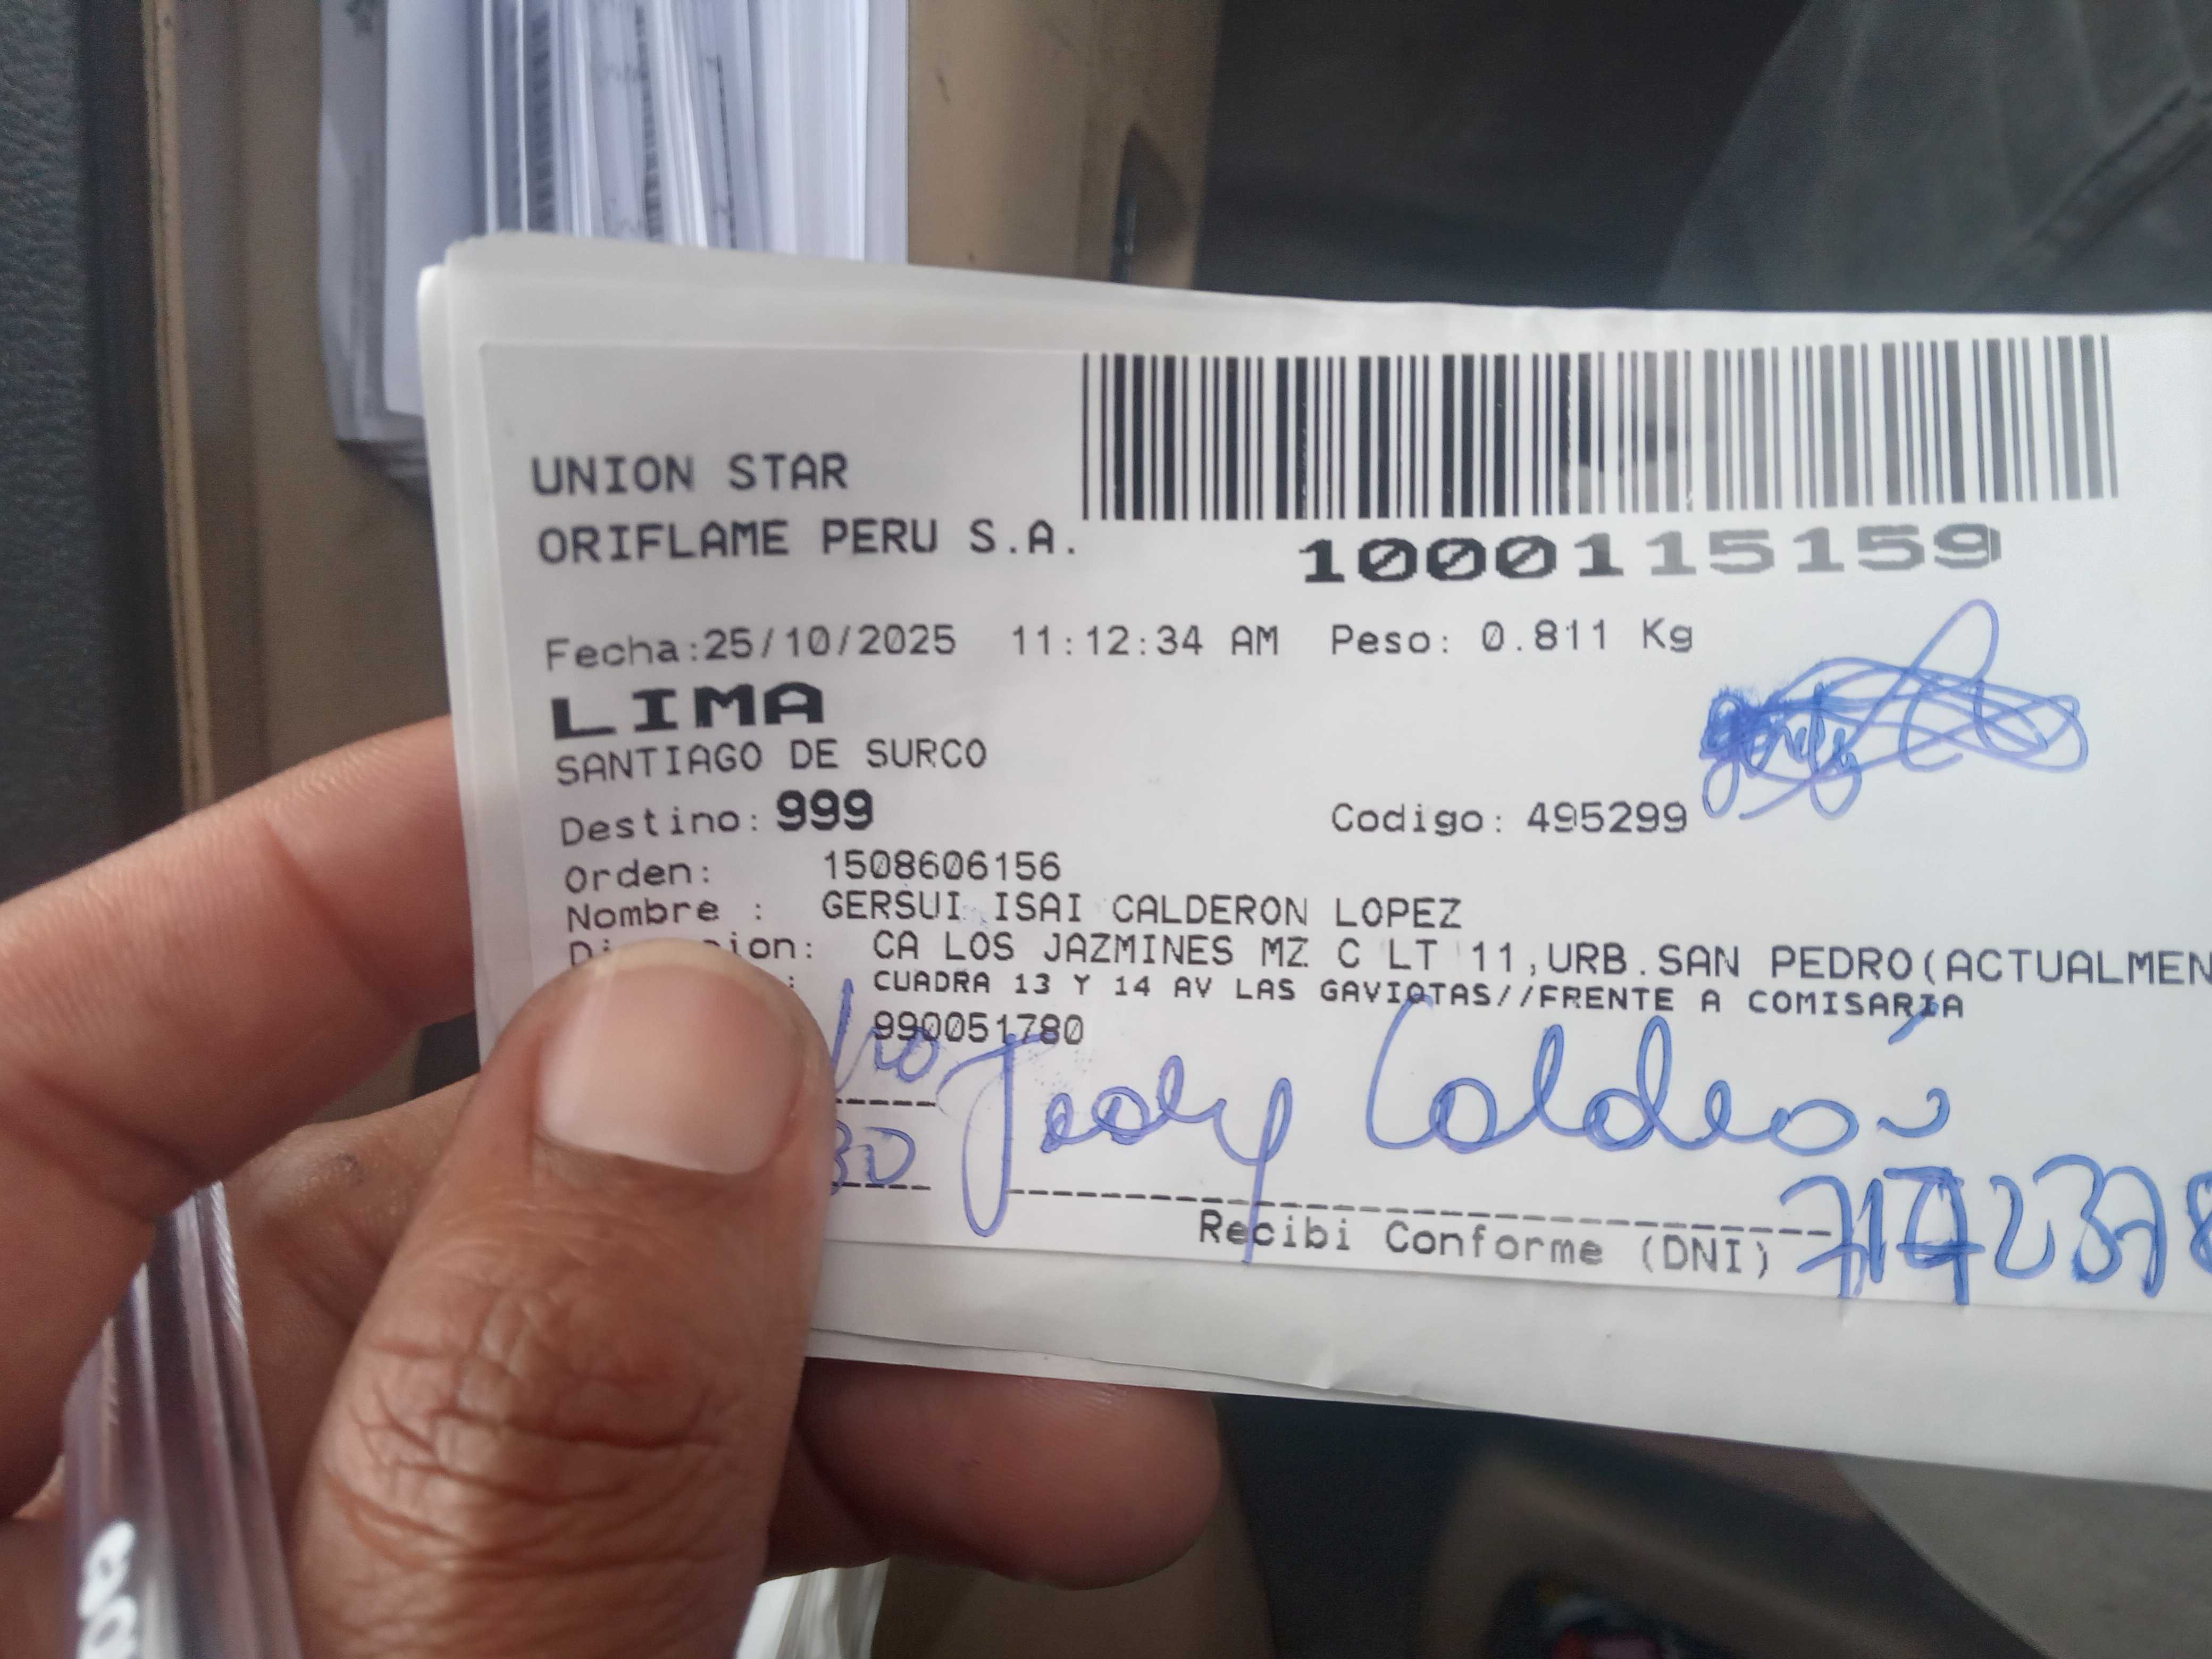 UNION STAR
ORIFLAME PERU S.A.
1000115159
Fecha:25/10/2025 11:12:34 AM Peso: 0.811 Kg
LIMA
SANTIAGO DE SURCO
Destino: 999 Codigo: 495299
Orden: 1508606156
Nombre : GERSUI ISAI CALDERON LOPEZ
CA LOS JAZMINES MZ C LT 11,URB.SAN PEDRO(ACTUALMEN
: CUADRA 13 Y 14 AV LAS GAVIOTAS//FRENTE A COMISARIA
990051780
Calderón
Recibi Conforme (DNI)